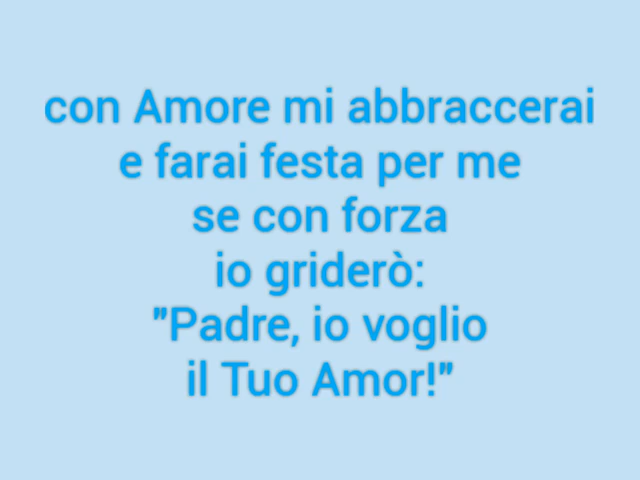 con Amore mi abbraccerai
e farai festa per me
se con forza
io griderò:
"Padre, io voglio
il Tuo Amor!"